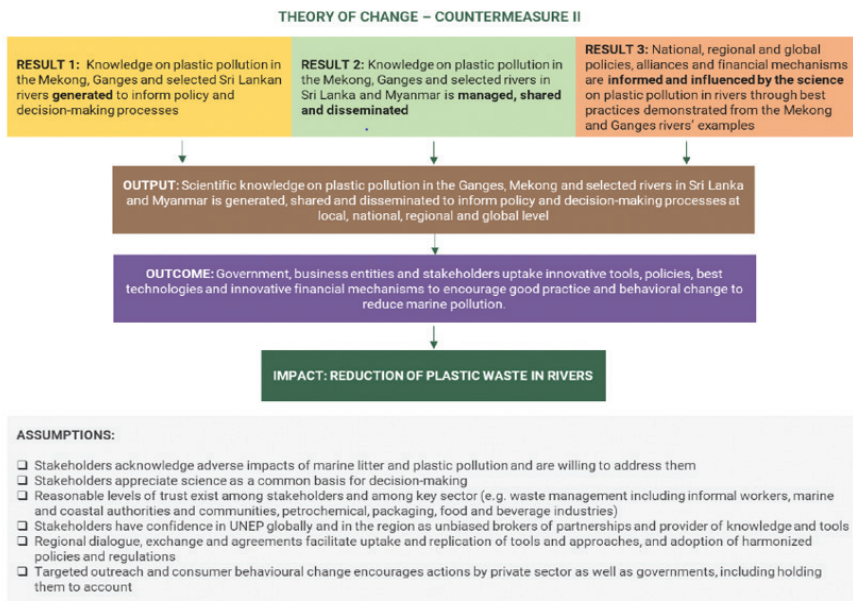 THEORY OF CHANGE – COUNTERMEASURE II
RESULT 1: Knowledge on plastic pollution in
the Mekong, Ganges and selected Sri Lankan
rivers generated to inform policy and
decision-making processes
RESULT 2: Knowledge on plastic pollution in
the Mekong, Ganges and selected rivers in
Sri Lanka and Myanmar is managed, shared
and disseminated
RESULT 3: National, regional and global
policies, alliances and financial mechanisms
are informed and influenced by the science
on plastic pollution in rivers through best
practices demonstrated from the Mekong
and Ganges rivers' examples
OUTPUT: Scientific knowledge on plastic pollution in the Ganges, Mekong and selected rivers in Sri Lanka
and Myanmar is generated, shared and disseminated to inform policy and decision-making processes at
local, national, regional and global level
OUTCOME: Government, business entities and stakeholders uptake innovative tools, policies, best
technologies and innovative financial mechanisms to encourage good practice and behavioral change to
reduce marine pollution.
IMPACT: REDUCTION OF PLASTIC WASTE IN RIVERS
ASSUMPTIONS:
❑ Stakeholders acknowledge adverse impacts of marine litter and plastic pollution and are willing to address them
❑ Stakeholders appreciate science as a common basis for decision-making
❑ Reasonable levels of trust exist among stakeholders and among key sector (e.g. waste management including informal workers, marine
and coastal authorities and communities, petrochemical, packaging, food and beverage industries)
❑ Stakeholders have confidence in UNEP globally and in the region as unbiased brokers of partnerships and provider of knowledge and tools
❑ Regional dialogue, exchange and agreements facilitate uptake and replication of tools and approaches, and adoption of harmonized
policies and regulations
❑ Targeted outreach and consumer behavioural change encourages actions by private sector as well as governments, including holding
them to account